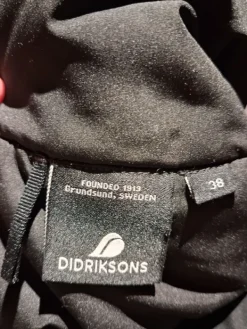 FOUNDED 1913
Grundsund, SWEDEN
38
DIDRIKSONS